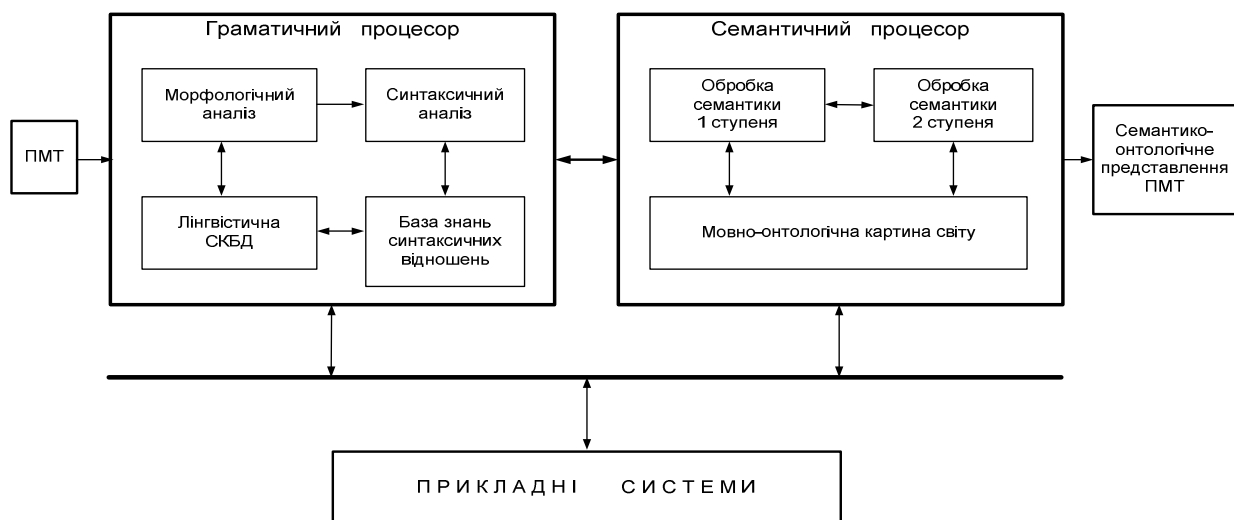 Граматичний процесор
Семантичний процесор
Морфологічний
аналіз
Синтаксичний
аналіз
Обробка
семантики
1 ступеня
Обробка
семантики
2 ступеня
ПМТ
Семантико-
онтологічне
представлення
ПМТ
Лінгвістична
СКБД
База знань
синтаксичних
відношень
Мовно-онтологічна картина світу
ПРИКЛАДНІ СИСТЕМИ